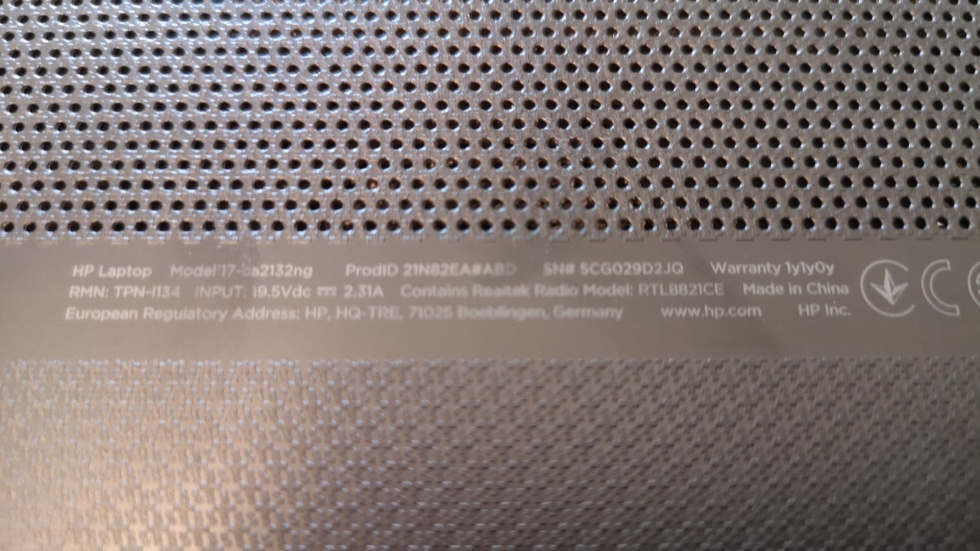 HP Laptop Model 17-ca2132ng ProdID 21N82EA#ABD SN# 5CG029D2JQ Warranty 1y1y0y
RMN: TPN-I134 INPUT: 19.5Vdc ⎓ 2.31A Contains Realtek Radio Model: RTL8821CE Made in China
European Regulatory Address: HP, HQ-TRE, 71025 Boeblingen, Germany www.hp.com HP Inc.